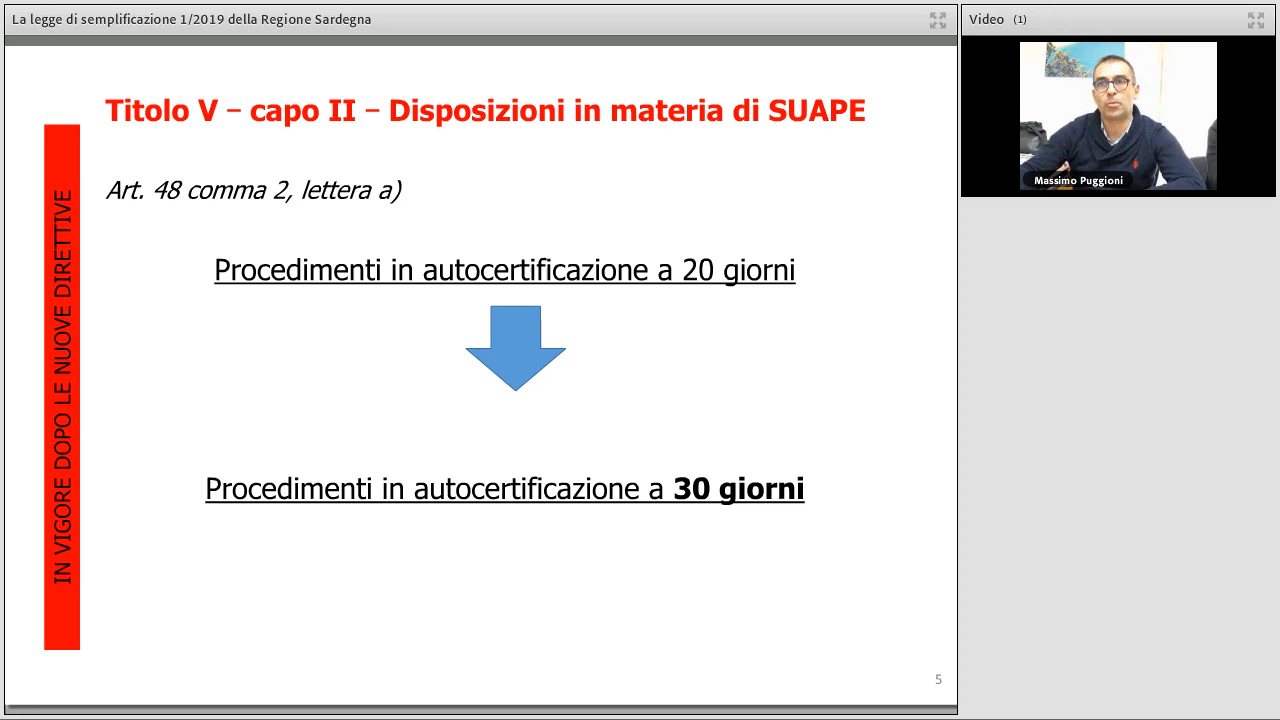 La legge di semplificazione 1/2019 della Regione Sardegna
Video (1)
Massimo Puggioni
Titolo V – capo II – Disposizioni in materia di SUAPE
IN VIGORE DOPO LE NUOVE DIRETTIVE
Art. 48 comma 2, lettera a)
Procedimenti in autocertificazione a 20 giorni
Procedimenti in autocertificazione a 30 giorni
5